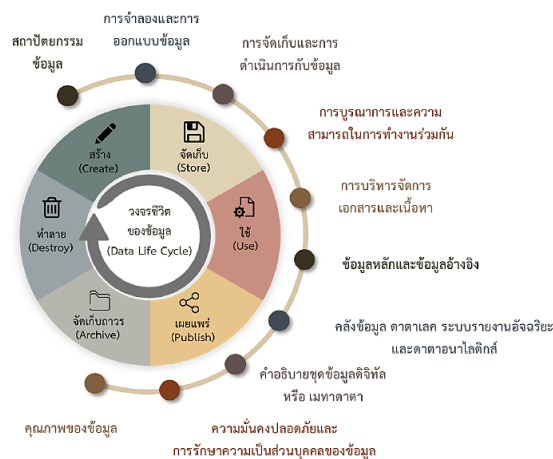 การจำลองและการ
ออกแบบข้อมูล
สถาปัตยกรรม
ข้อมูล
การจัดเก็บและการ
ดำเนินการกับข้อมูล
การบูรณาการและความ
สามารถในการทำงานร่วมกัน
การบริหารจัดการ
เอกสารและเนื้อหา
ข้อมูลหลักและข้อมูลอ้างอิง
คลังข้อมูล ดาตาเลค ระบบรายงานอัจฉริยะ
และดาตาอนาไลติกส์
คำอธิบายชุดข้อมูลดิจิทัล
หรือ เมทาดาตา
ความมั่นคงปลอดภัยและ
การรักษาความเป็นส่วนบุคคลของข้อมูล
คุณภาพของข้อมูล
สร้าง
(Create)
จัดเก็บ
(Store)
ใช้
(Use)
เผยแพร่
(Publish)
จัดเก็บถาวร
(Archive)
ทำลาย
(Destroy)
วงจรชีวิต
ของข้อมูล
(Data Life Cycle)